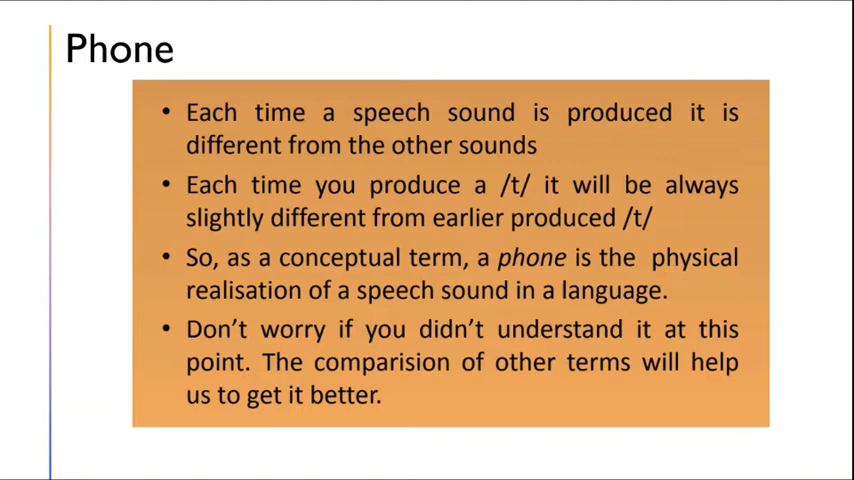 Phone
• Each time a speech sound is produced it is
different from the other sounds
• Each time you produce a /t/ it will be always
slightly different from earlier produced /t/
• So, as a conceptual term, a phone is the physical
realisation of a speech sound in a language.
• Don't worry if you didn't understand it at this
point. The comparision of other terms will help
us to get it better.